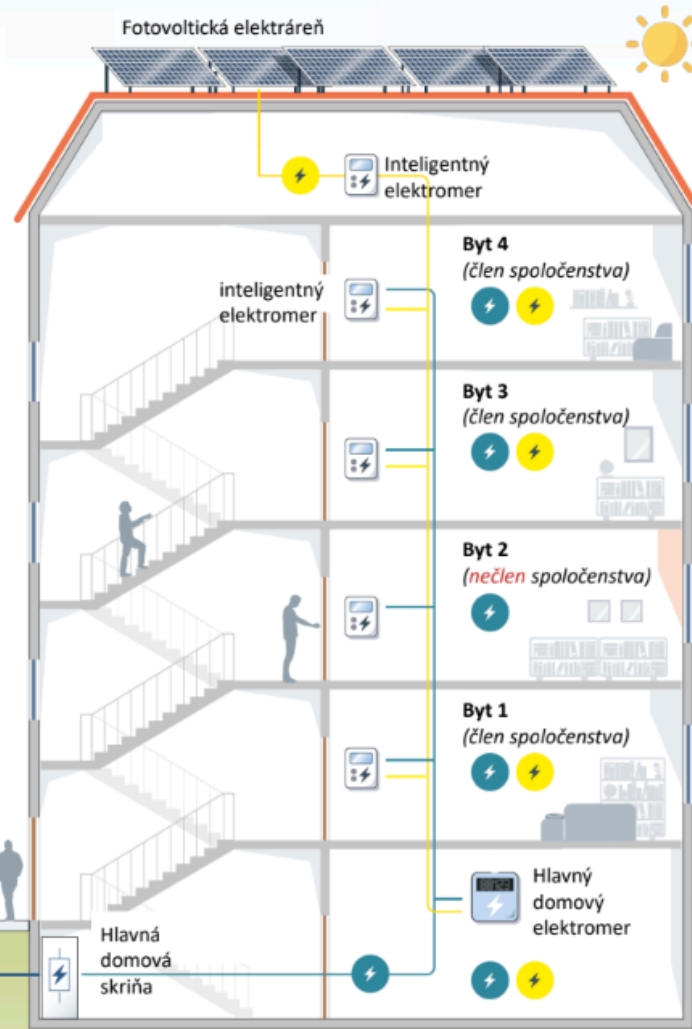 Fotovoltická elektráreň
Inteligentný
elektromer
Byt 4
(člen spoločenstva)
inteligentný
elektromer
Byt 3
(člen spoločenstva)
Byt 2
(nečlen spoločenstva)
Byt 1
(člen spoločenstva)
Hlavný
domový
elektromer
Hlavná
domová
skriňa